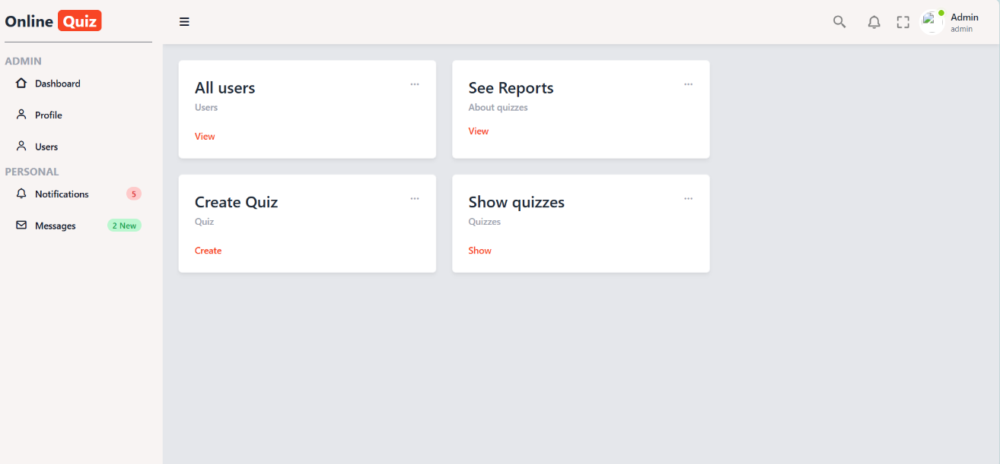 Online Quiz
Admin
admin
ADMIN
Dashboard
Profile
Users
PERSONAL
Notifications 5
Messages 2 New
All users ...
Users
View
See Reports ...
About quizzes
View
Create Quiz ...
Quiz
Create
Show quizzes ...
Quizzes
Show